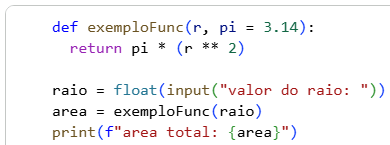 def exemploFunc(r, pi = 3.14):
  return pi * (r ** 2)

raio = float(input("valor do raio: "))
area = exemploFunc(raio)
print(f"area total: {area}")